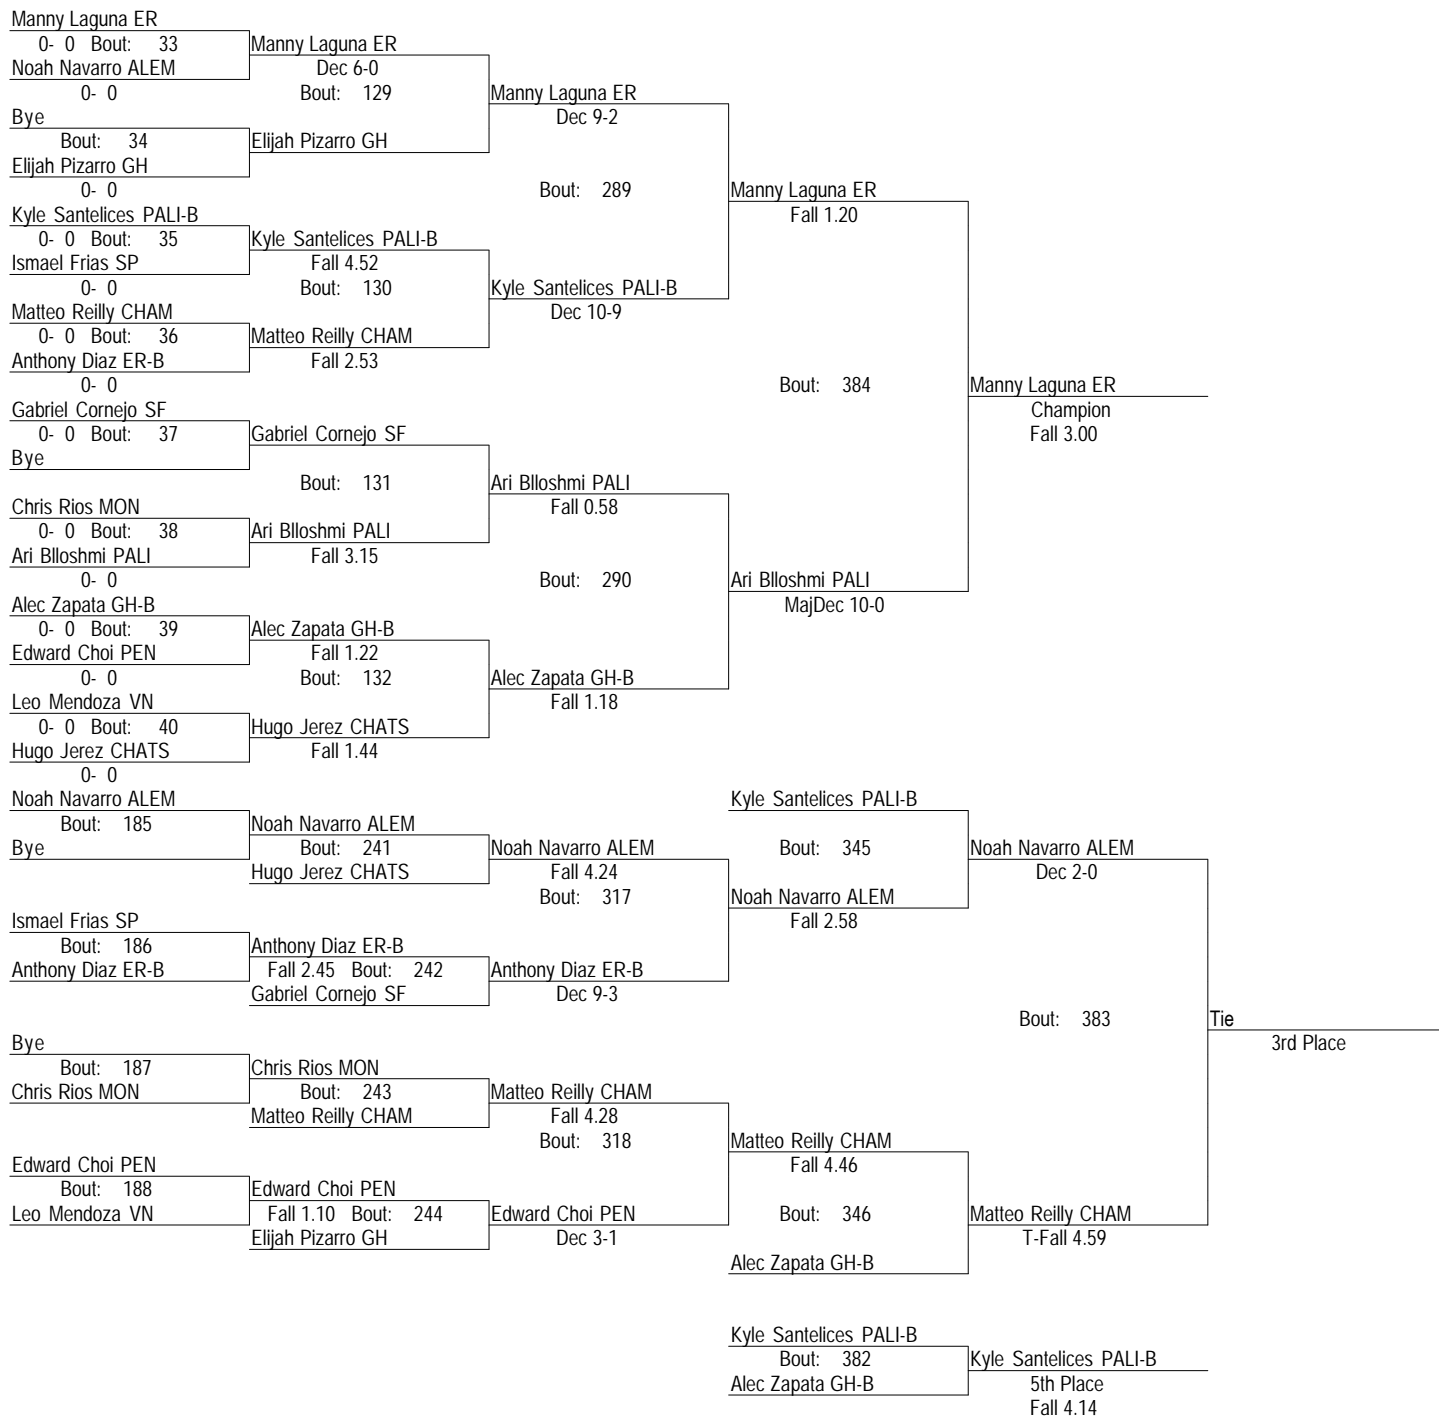 Manny Laguna ER
0- 0 Bout: 33
Manny Laguna ER
Noah Navarro ALEM
Dec 6-0
0- 0
Bout: 129
Manny Laguna ER
Bye
Dec 9-2
Bout: 34
Elijah Pizarro GH
Elijah Pizarro GH
0- 0
Bout: 289
Manny Laguna ER
Kyle Santelices PALI-B
Fall 1.20
0- 0 Bout: 35
Kyle Santelices PALI-B
Ismael Frias SP
Fall 4.52
0- 0
Bout: 130
Kyle Santelices PALI-B
Matteo Reilly CHAM
Dec 10-9
0- 0 Bout: 36
Matteo Reilly CHAM
Anthony Diaz ER-B
Fall 2.53
0- 0
Bout: 384
Manny Laguna ER
Gabriel Cornejo SF
Champion
0- 0 Bout: 37
Gabriel Cornejo SF
Fall 3.00
Bye
Bout: 131
Ari Blloshmi PALI
Chris Rios MON
Fall 0.58
0- 0 Bout: 38
Ari Blloshmi PALI
Ari Blloshmi PALI
Fall 3.15
0- 0
Bout: 290
Ari Blloshmi PALI
Alec Zapata GH-B
MajDec 10-0
0- 0 Bout: 39
Alec Zapata GH-B
Edward Choi PEN
Fall 1.22
0- 0
Bout: 132
Alec Zapata GH-B
Leo Mendoza VN
Fall 1.18
0- 0 Bout: 40
Hugo Jerez CHATS
Hugo Jerez CHATS
Fall 1.44
0- 0
Noah Navarro ALEM
Kyle Santelices PALI-B
Bout: 185
Noah Navarro ALEM
Bye
Bout: 241
Noah Navarro ALEM
Bout: 345
Noah Navarro ALEM
Hugo Jerez CHATS
Fall 4.24
Dec 2-0
Bout: 317
Noah Navarro ALEM
Ismael Frias SP
Fall 2.58
Bout: 186
Anthony Diaz ER-B
Anthony Diaz ER-B
Fall 2.45 Bout: 242
Anthony Diaz ER-B
Gabriel Cornejo SF
Dec 9-3
Bout: 383
Tie
Bye
3rd Place
Bout: 187
Chris Rios MON
Chris Rios MON
Bout: 243
Matteo Reilly CHAM
Matteo Reilly CHAM
Fall 4.28
Bout: 318
Matteo Reilly CHAM
Edward Choi PEN
Fall 4.46
Bout: 188
Edward Choi PEN
Leo Mendoza VN
Fall 1.10 Bout: 244
Edward Choi PEN
Bout: 346
Matteo Reilly CHAM
Elijah Pizarro GH
Dec 3-1
T-Fall 4.59
Alec Zapata GH-B
Kyle Santelices PALI-B
Bout: 382
Kyle Santelices PALI-B
Alec Zapata GH-B
5th Place
Fall 4.14